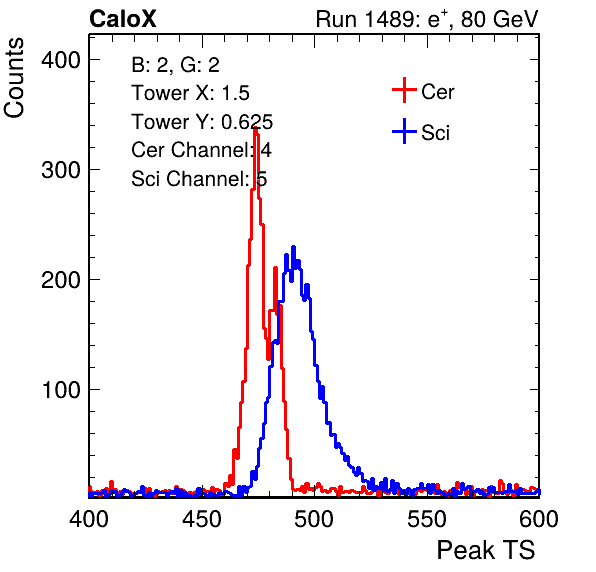 CaloX
Run 1489: e+, 80 GeV
Counts
B: 2, G: 2
Tower X: 1.5
Tower Y: 0.625
Cer Channel: 4
Sci Channel: 5
Cer
Sci
400
300
200
100
400 450 500 550 600
Peak TS